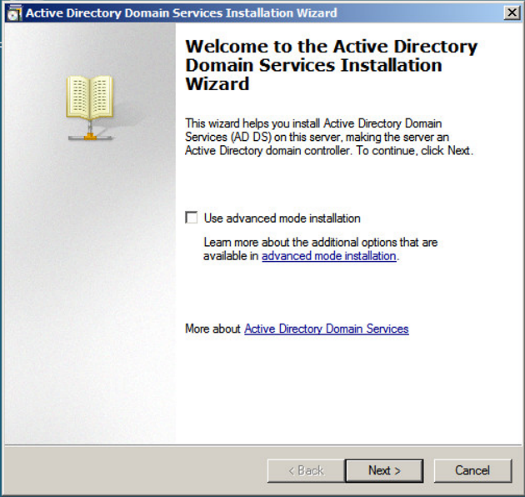 Active Directory Domain Services Installation Wizard
Welcome to the Active Directory
Domain Services Installation
Wizard
This wizard helps you install Active Directory Domain
Services (AD DS) on this server, making the server an
Active Directory domain controller. To continue, click Next.
Use advanced mode installation
Learn more about the additional options that are
available in advanced mode installation.
More about Active Directory Domain Services
< Back
Next >
Cancel